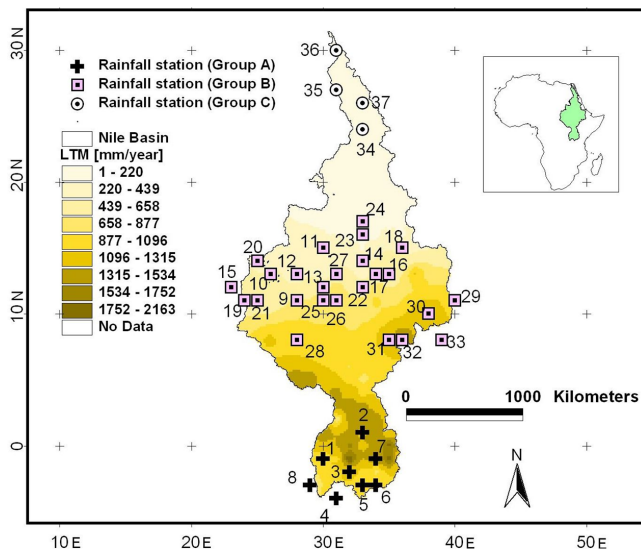 30N
36
Rainfall station (Group A)
Rainfall station (Group B)
Rainfall station (Group C)
35
37
34
Nile Basin
LTM [mm/year]
1 - 220
220 - 439
439 - 658
658 - 877
877 - 1096
1096 - 1315
1315 - 1534
1534 - 1752
1752 - 2163
No Data
20N
24
20
11
23
18
12
27
14
15
10
13
16
17
19
21
9
25
26
22
30
29
10N
28
31
32
33
0
1000 Kilometers
2
1
7
0
3
8
5
6
4
N
10 E
20 E
30 E
40 E
50 E